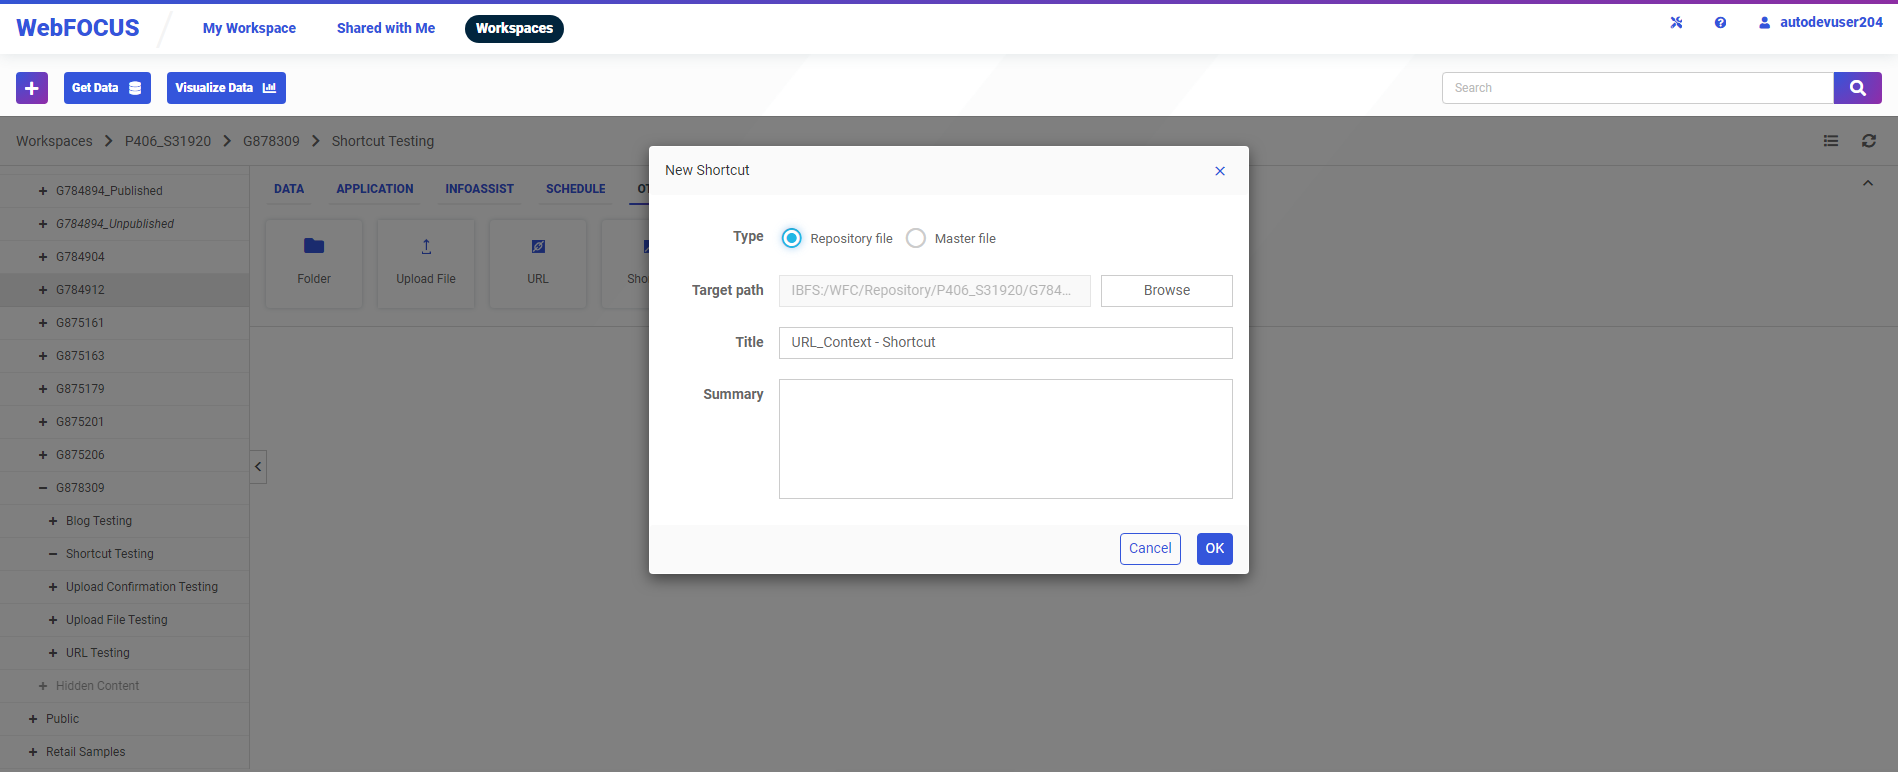 WebFOCUS
My Workspace
Shared with Me
Workspaces
autodevuser204
Get Data
Visualize Data
Search
Workspaces > P406_S31920 > G878309 > Shortcut Testing
G784894_Published
G784894_Unpublished
G784904
G784912
G875161
G875163
G875179
G875201
G875206
G878309
Blog Testing
Shortcut Testing
Upload Confirmation Testing
Upload File Testing
URL Testing
Hidden Content
Public
Retail Samples
DATA
APPLICATION
INFOASSIST
SCHEDULE
Folder
Upload File
URL
New Shortcut
Type
Repository file
Master file
Target path
IBFS:/WFC/Repository/P406_S31920/G784...
Browse
Title
URL_Context - Shortcut
Summary
Cancel
OK